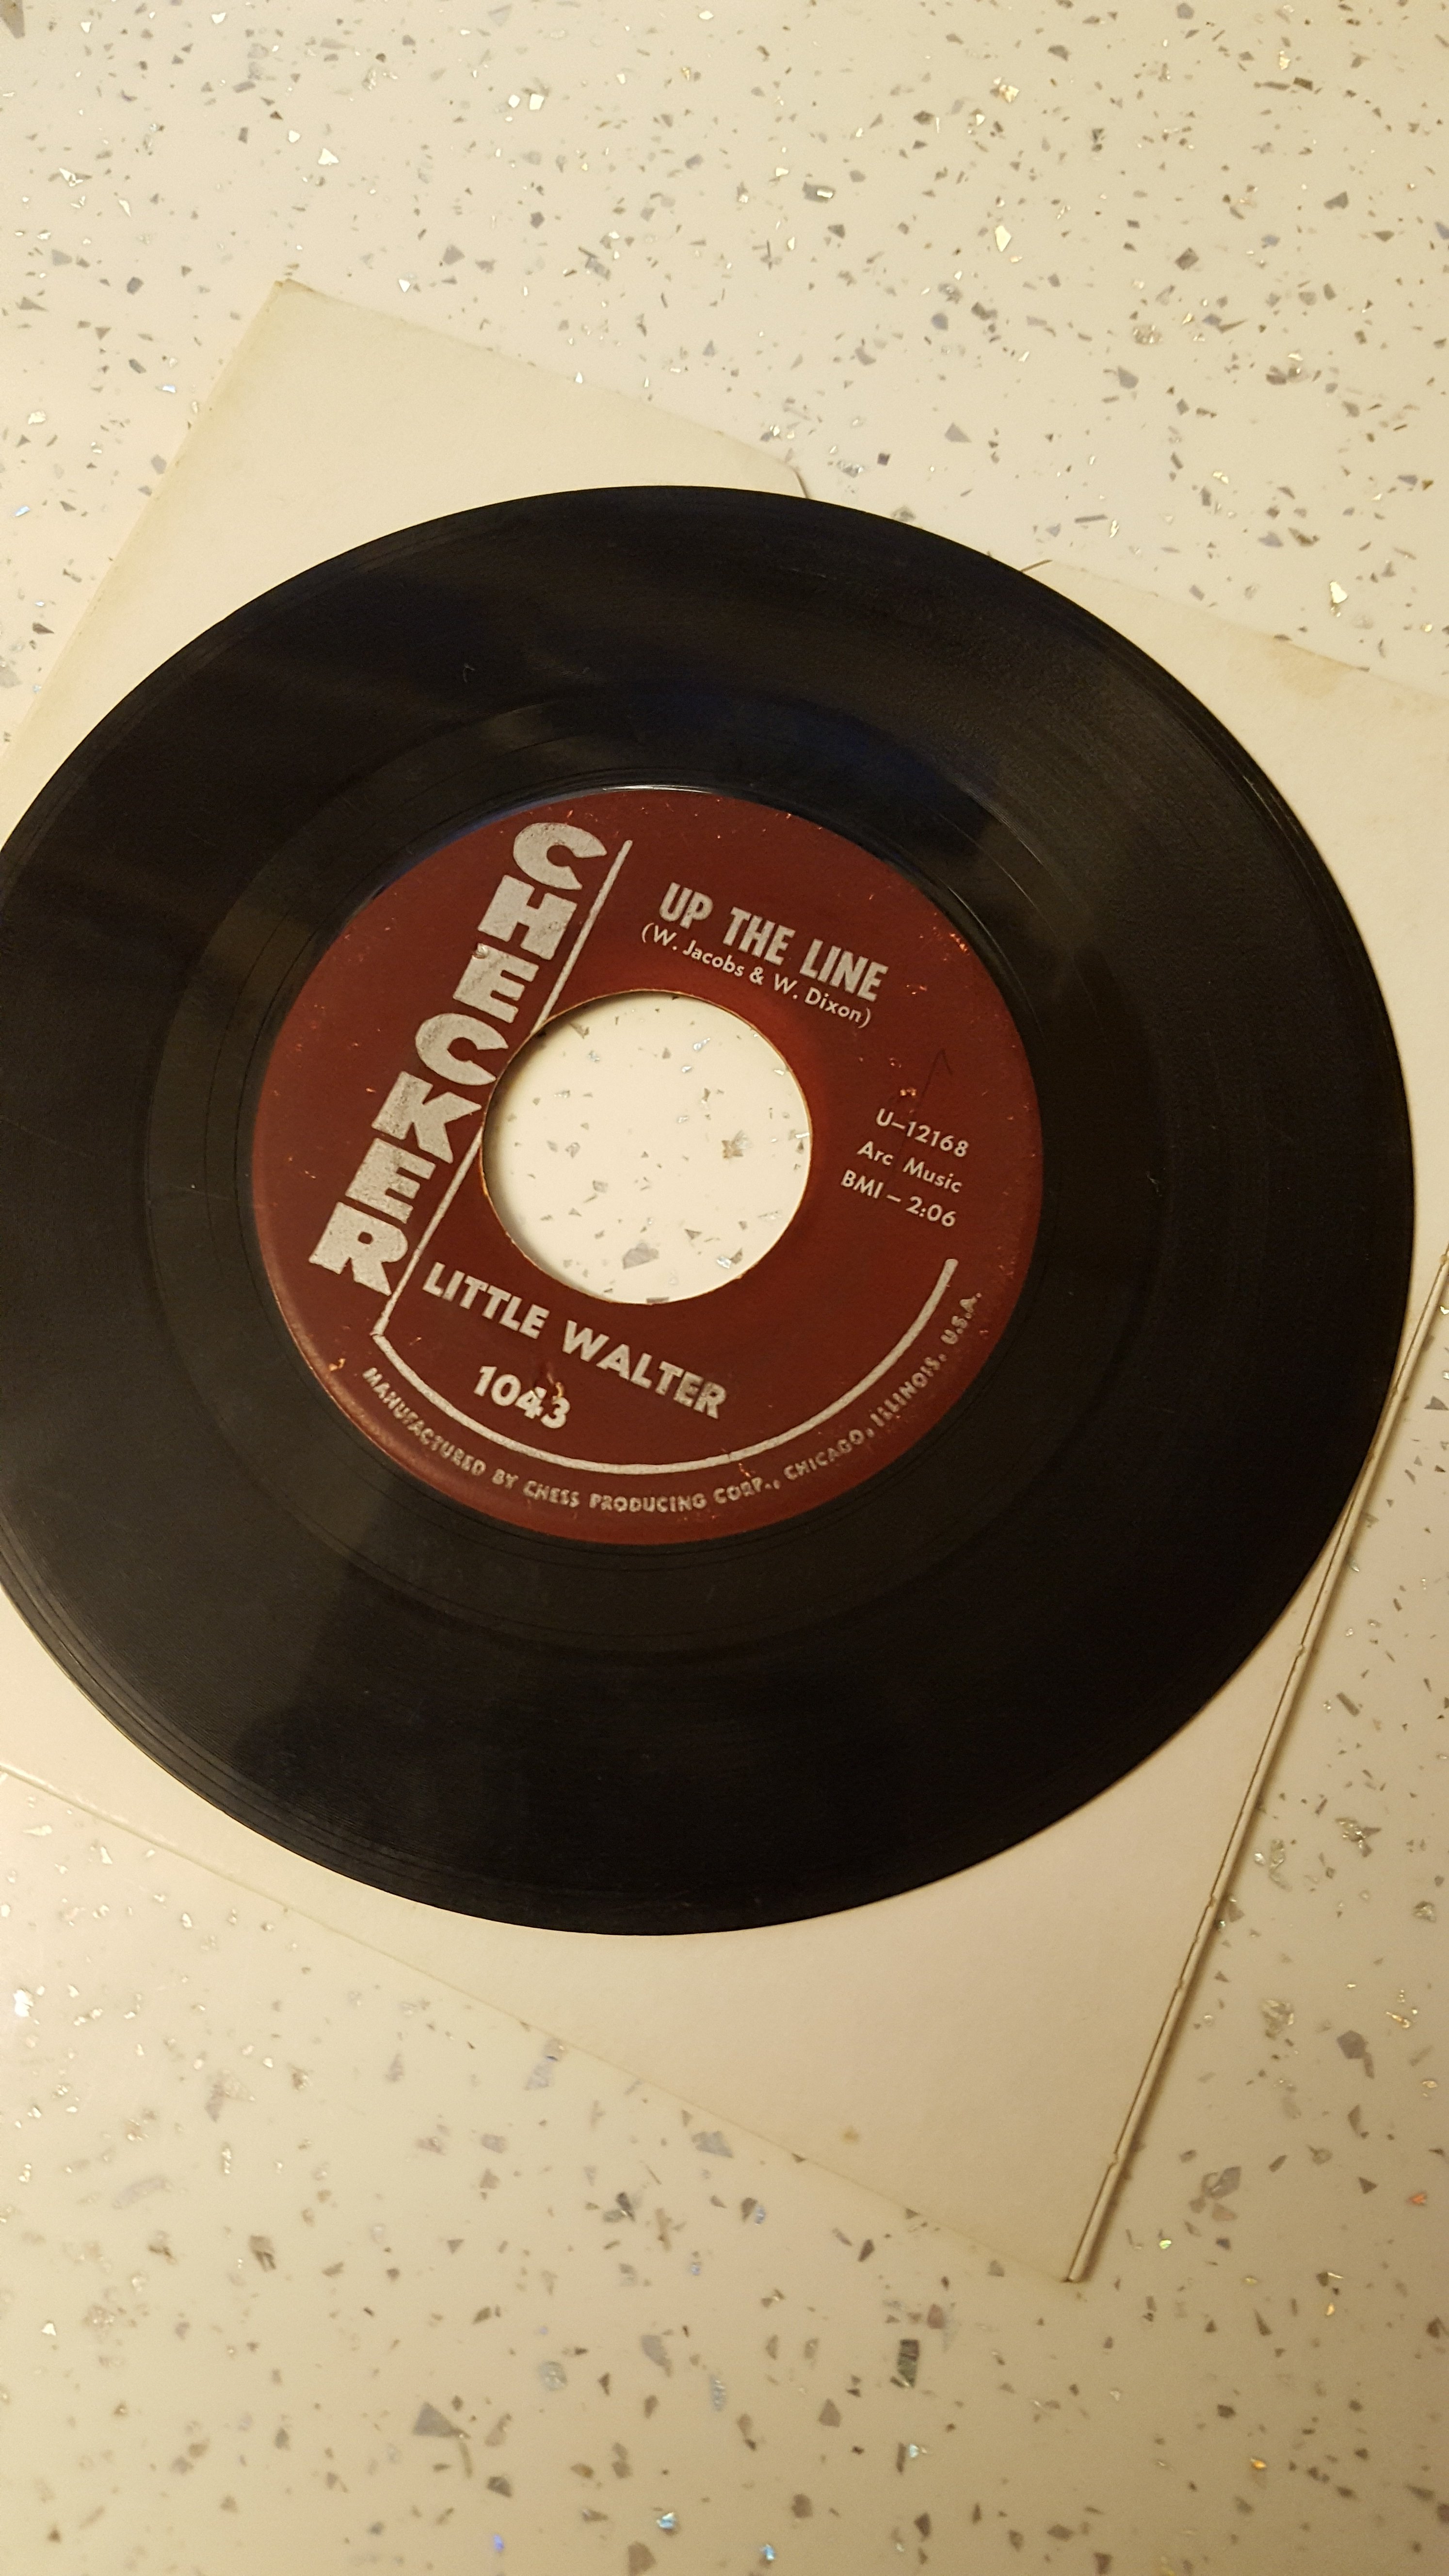 CHECKER
UP THE LINE
(W. Jacobs & W. Dixon)
U-12168
Arc Music
BMI - 2:06
LITTLE WALTER
1043
MANUFACTURED BY CHESS PRODUCING CORP., CHICAGO, ILLINOIS, U.S.A.